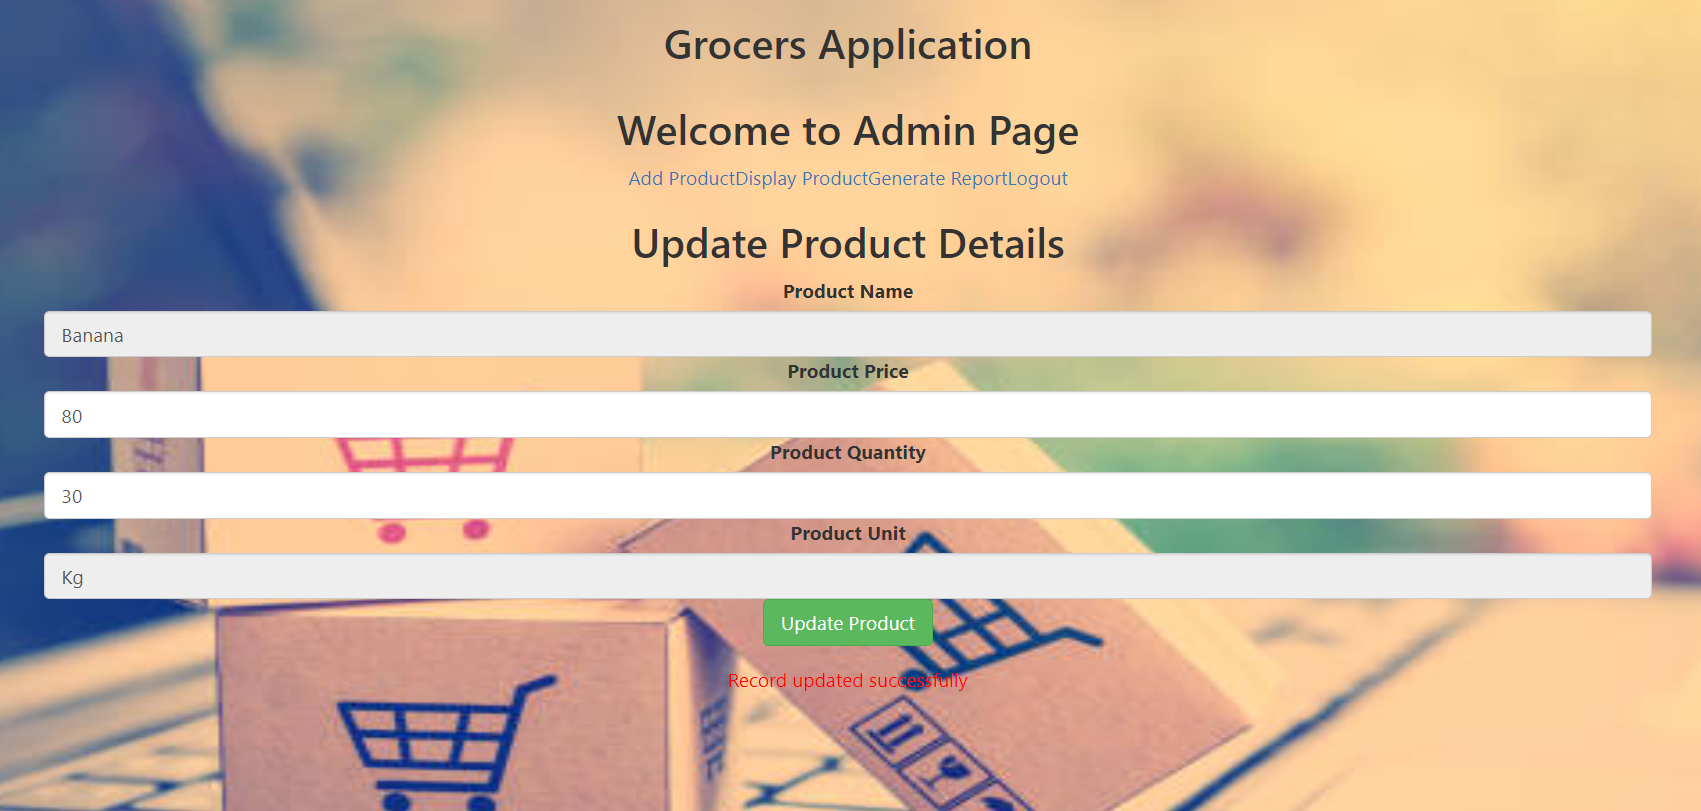 Grocers Application
Welcome to Admin Page
Add ProductDisplay ProductGenerate ReportLogout
Update Product Details
Product Name
Banana
Product Price
80
Product Quantity
30
Product Unit
Kg
Update Product
Record updated successfully